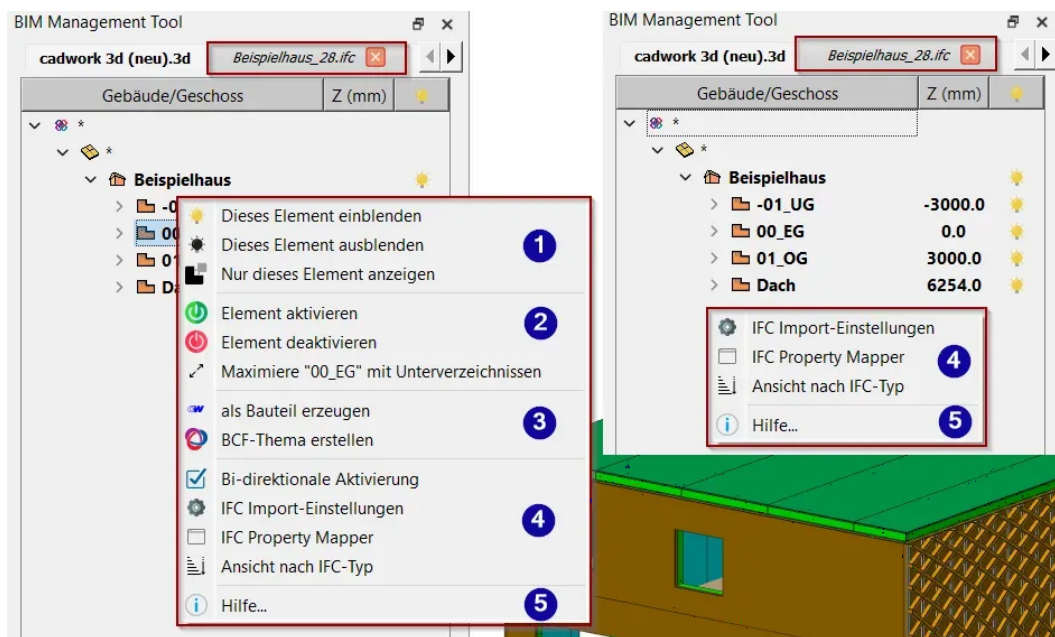 BIM Management Tool
cadwork 3d (neu).3d Beispielhaus_28.ifc
Gebäude/Geschoss Z (mm)
*
*
Beispielhaus
-0
00
01
Da
Dieses Element einblenden
Dieses Element ausblenden
Nur dieses Element anzeigen
1
Element aktivieren
Element deaktivieren
Maximiere "00_EG" mit Unterverzeichnissen
2
als Bauteil erzeugen
BCF-Thema erstellen
3
Bi-direktionale Aktivierung
IFC Import-Einstellungen
IFC Property Mapper
Ansicht nach IFC-Typ
4
Hilfe...
5
BIM Management Tool
cadwork 3d (neu).3d Beispielhaus_28.ifc
Gebäude/Geschoss Z (mm)
*
*
Beispielhaus
-01_UG -3000.0
00_EG 0.0
01_OG 3000.0
Dach 6254.0
IFC Import-Einstellungen
IFC Property Mapper
Ansicht nach IFC-Typ
4
Hilfe...
5